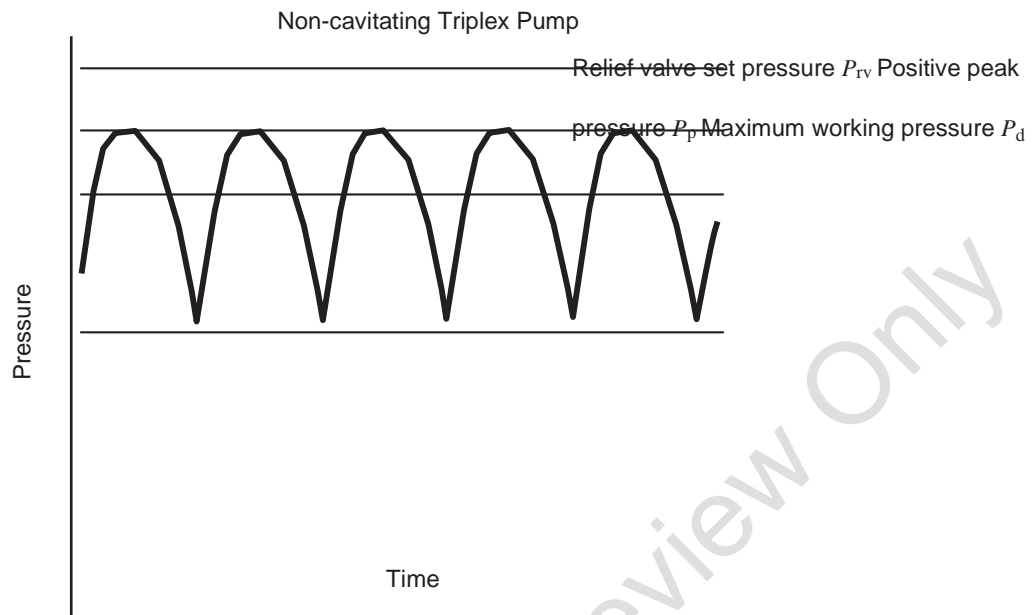 Non-cavitating Triplex Pump
Relief valve set pressure Prv Positive peak
pressure Pp Maximum working pressure Pd
Pressure
Time
eview Only